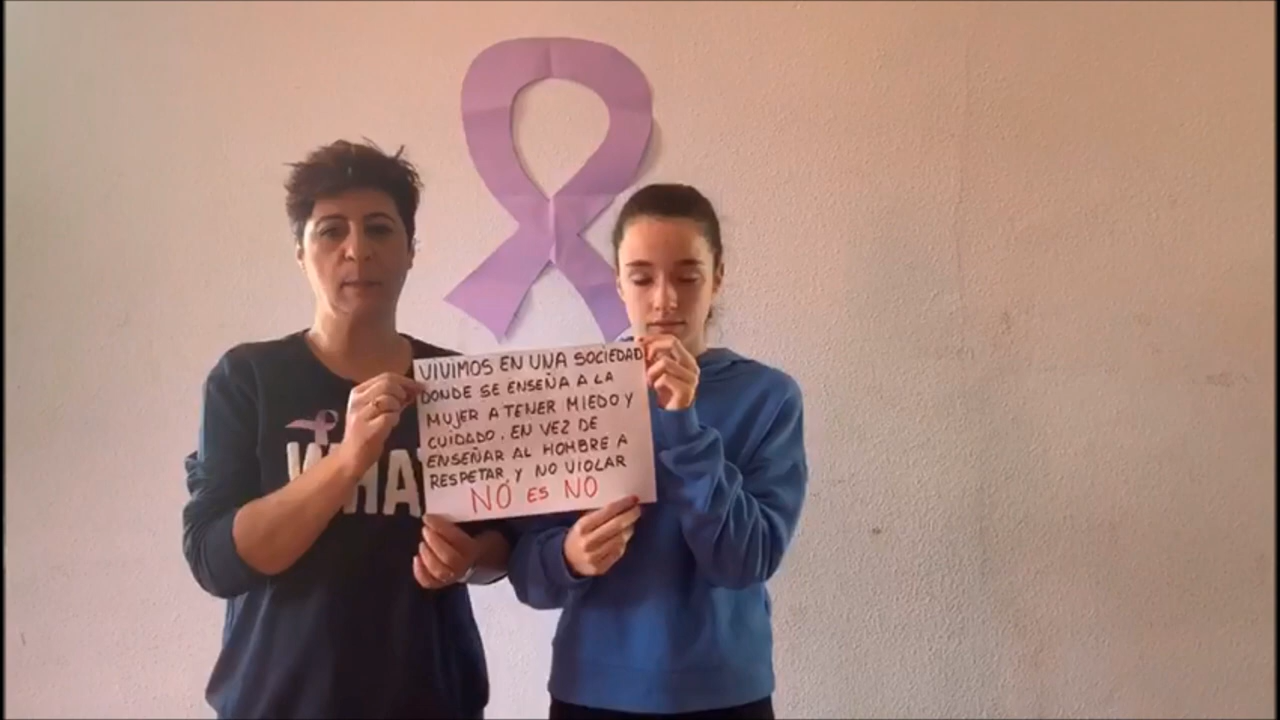 VIVIMOS EN UNA SOCIEDAD
DONDE SE ENSEÑA A LA
MUJER A TENER MIEDO Y
CUIDADO, EN VEZ DE
ENSEÑAR AL HOMBRE A
RESPETAR, Y NO VIOLAR
NO ES NO
WHA